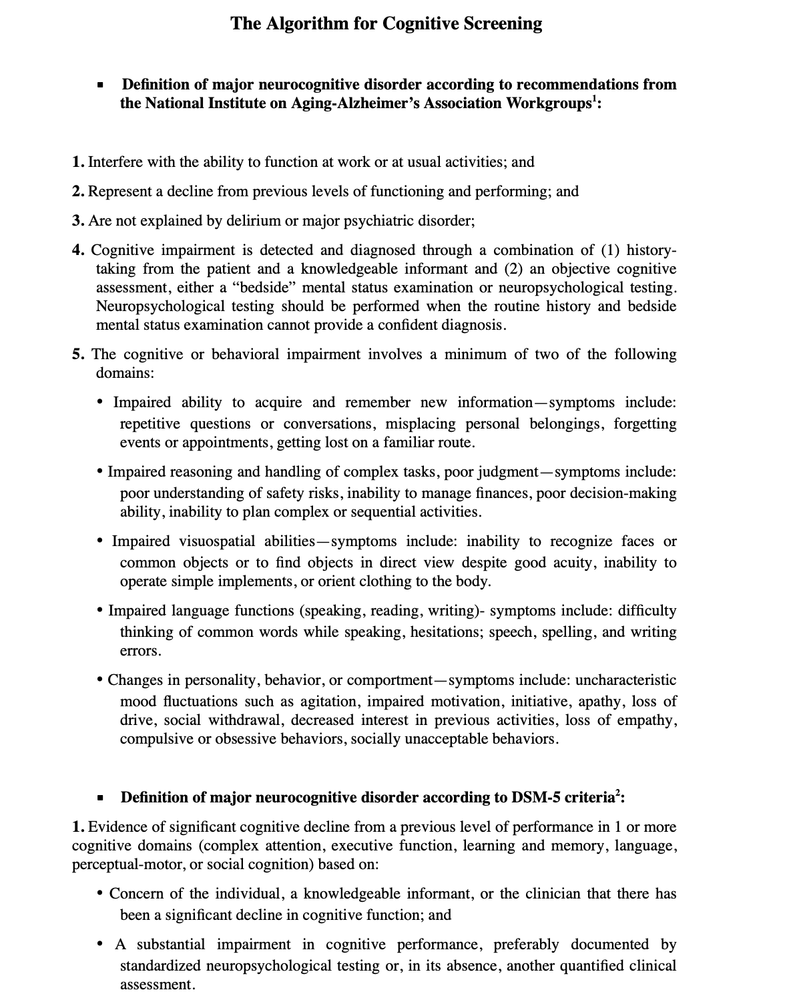 The Algorithm for Cognitive Screening
▪ Definition of major neurocognitive disorder according to recommendations from
the National Institute on Aging-Alzheimer’s Association Workgroups1:
1. Interfere with the ability to function at work or at usual activities; and
2. Represent a decline from previous levels of functioning and performing; and
3. Are not explained by delirium or major psychiatric disorder;
4. Cognitive impairment is detected and diagnosed through a combination of (1) history-
taking from the patient and a knowledgeable informant and (2) an objective cognitive
assessment, either a “bedside” mental status examination or neuropsychological testing.
Neuropsychological testing should be performed when the routine history and bedside
mental status examination cannot provide a confident diagnosis.
5. The cognitive or behavioral impairment involves a minimum of two of the following
domains:
• Impaired ability to acquire and remember new information—symptoms include:
repetitive questions or conversations, misplacing personal belongings, forgetting
events or appointments, getting lost on a familiar route.
• Impaired reasoning and handling of complex tasks, poor judgment—symptoms include:
poor understanding of safety risks, inability to manage finances, poor decision-making
ability, inability to plan complex or sequential activities.
• Impaired visuospatial abilities—symptoms include: inability to recognize faces or
common objects or to find objects in direct view despite good acuity, inability to
operate simple implements, or orient clothing to the body.
• Impaired language functions (speaking, reading, writing)- symptoms include: difficulty
thinking of common words while speaking, hesitations; speech, spelling, and writing
errors.
• Changes in personality, behavior, or comportment—symptoms include: uncharacteristic
mood fluctuations such as agitation, impaired motivation, initiative, apathy, loss of
drive, social withdrawal, decreased interest in previous activities, loss of empathy,
compulsive or obsessive behaviors, socially unacceptable behaviors.
▪ Definition of major neurocognitive disorder according to DSM-5 criteria2:
1. Evidence of significant cognitive decline from a previous level of performance in 1 or more
cognitive domains (complex attention, executive function, learning and memory, language,
perceptual-motor, or social cognition) based on:
• Concern of the individual, a knowledgeable informant, or the clinician that there has
been a significant decline in cognitive function; and
• A substantial impairment in cognitive performance, preferably documented by
standardized neuropsychological testing or, in its absence, another quantified clinical
assessment.